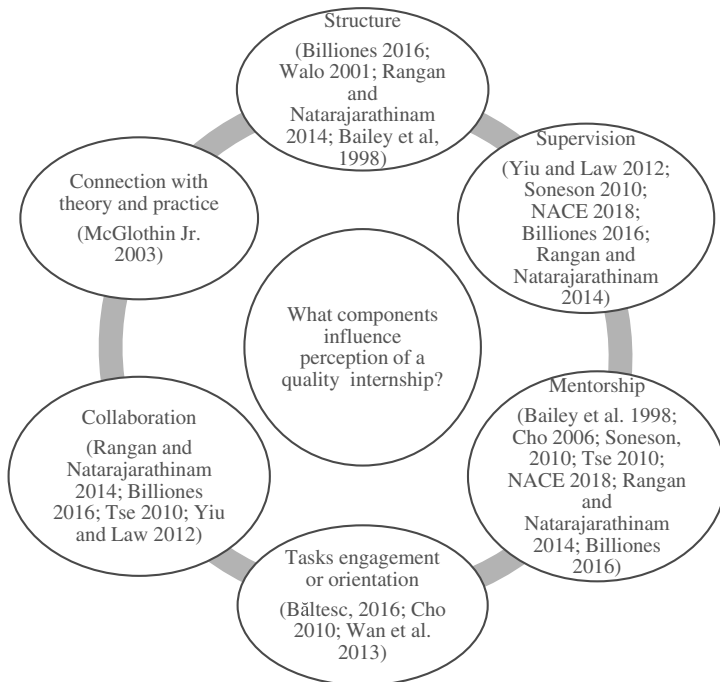 Structure
(Billiones 2016;
Walo 2001; Rangan
and
Natarajarathinam
2014; Bailey et al,
1998)
Supervision
(Yiu and Law 2012;
Soneson 2010;
NACE 2018;
Billiones 2016;
Rangan and
Natarajarathinam
2014)
Mentorship
(Bailey et al. 1998;
Cho 2006; Soneson,
2010; Tse 2010;
NACE 2018; Rangan
and
Natarajarathinam
2014; Billiones
2016)
Tasks engagement
or orientation
(Băltesc, 2016; Cho
2010; Wan et al.
2013)
Collaboration
(Rangan and
Natarajarathinam
2014; Billiones
2016; Tse 2010; Yiu
and Law 2012)
Connection with
theory and practice
(McGlothin Jr.
2003)
What components
influence
perception of a
quality internship?